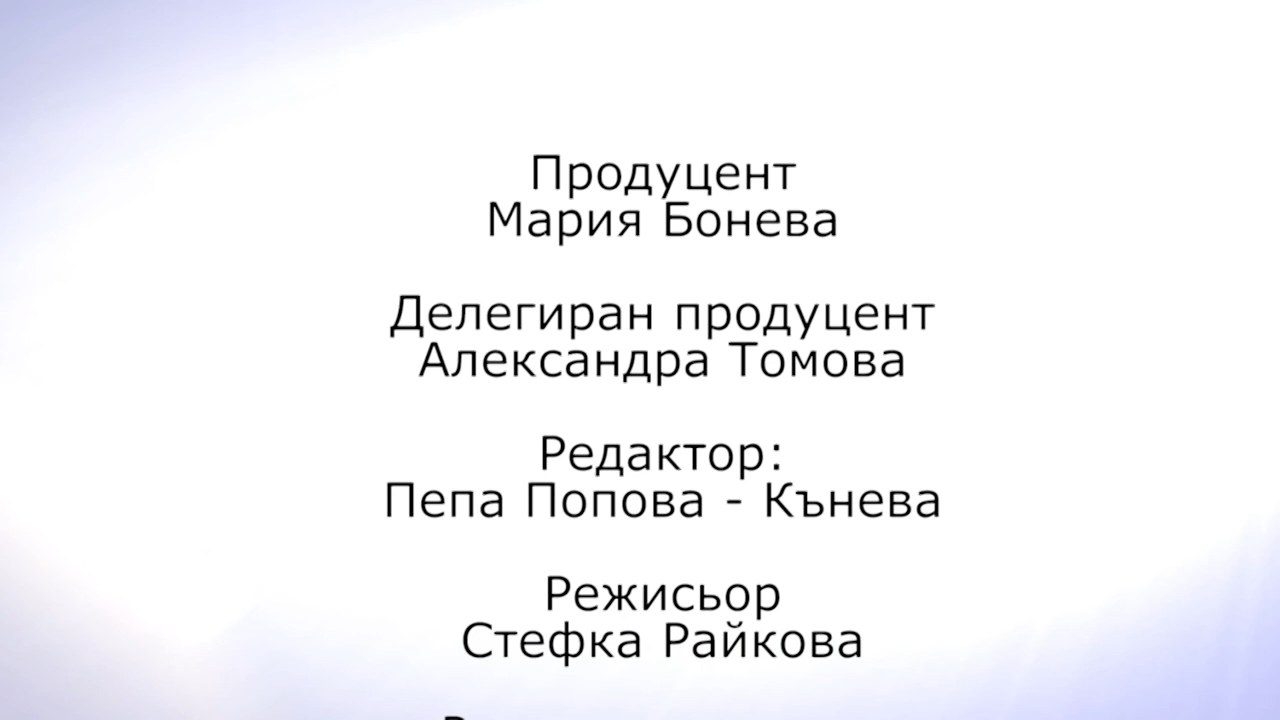 Продуцент
Мария Бонева
Делегиран продуцент
Александра Томова
Редактор:
Пепа Попова - Кънева
Режисьор
Стефка Райкова